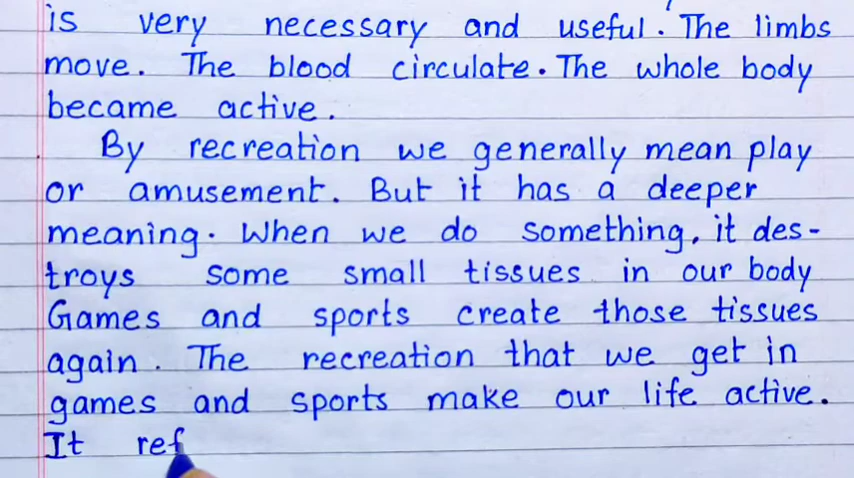 is very necessary and useful. The limbs
move. The blood circulate. The whole body
became active.
By recreation we generally mean play
or amusement. But it has a deeper
meaning. When we do something, it des-
troys some small tissues in our body
Games and sports create those tissues
again. The recreation that we get in
games and sports make our life active.
It ref